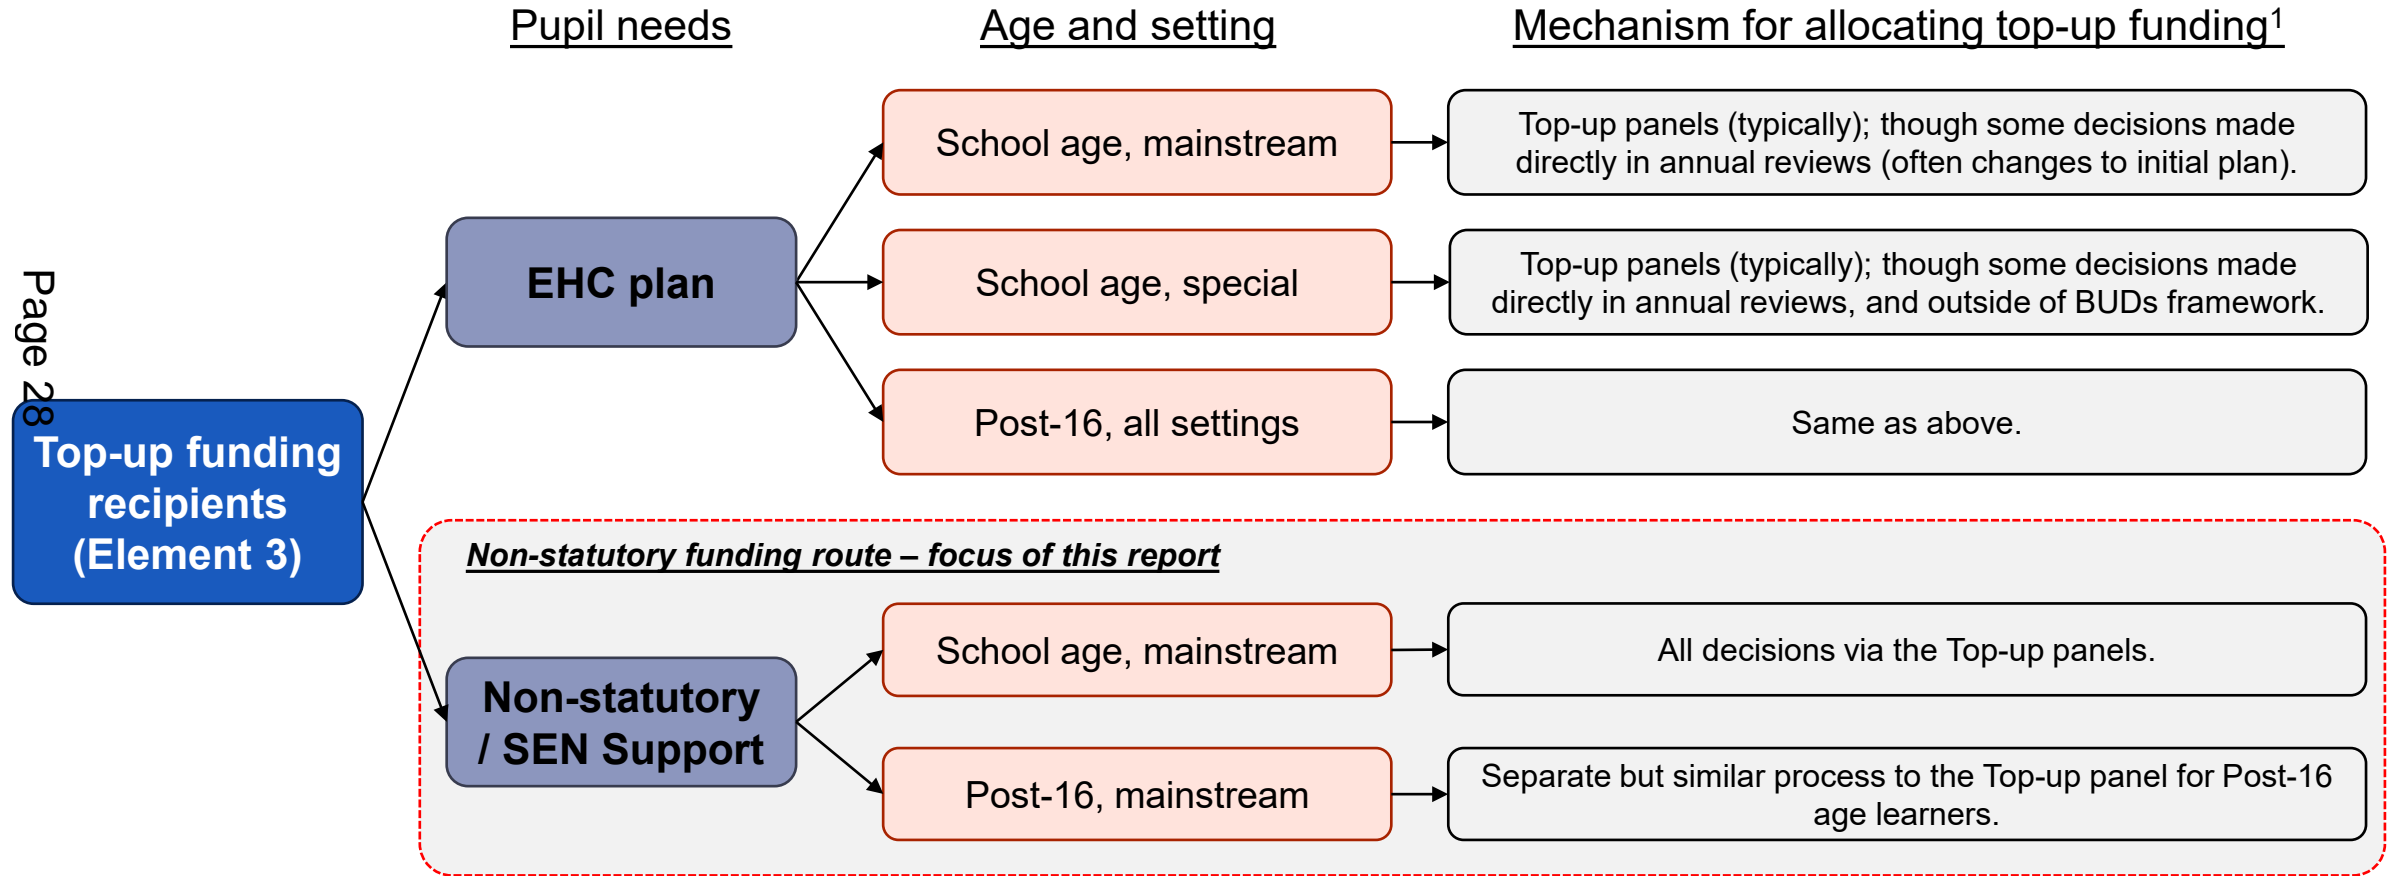 Pupil needs
Age and setting
Mechanism for allocating top-up funding¹
Page 28
Top-up funding
recipients
(Element 3)
EHC plan
School age, mainstream
Top-up panels (typically); though some decisions made
directly in annual reviews (often changes to initial plan).
School age, special
Top-up panels (typically); though some decisions made
directly in annual reviews, and outside of BUDs framework.
Post-16, all settings
Same as above.
Non-statutory funding route – focus of this report
Non-statutory
/ SEN Support
School age, mainstream
All decisions via the Top-up panels.
Post-16, mainstream
Separate but similar process to the Top-up panel for Post-16
age learners.